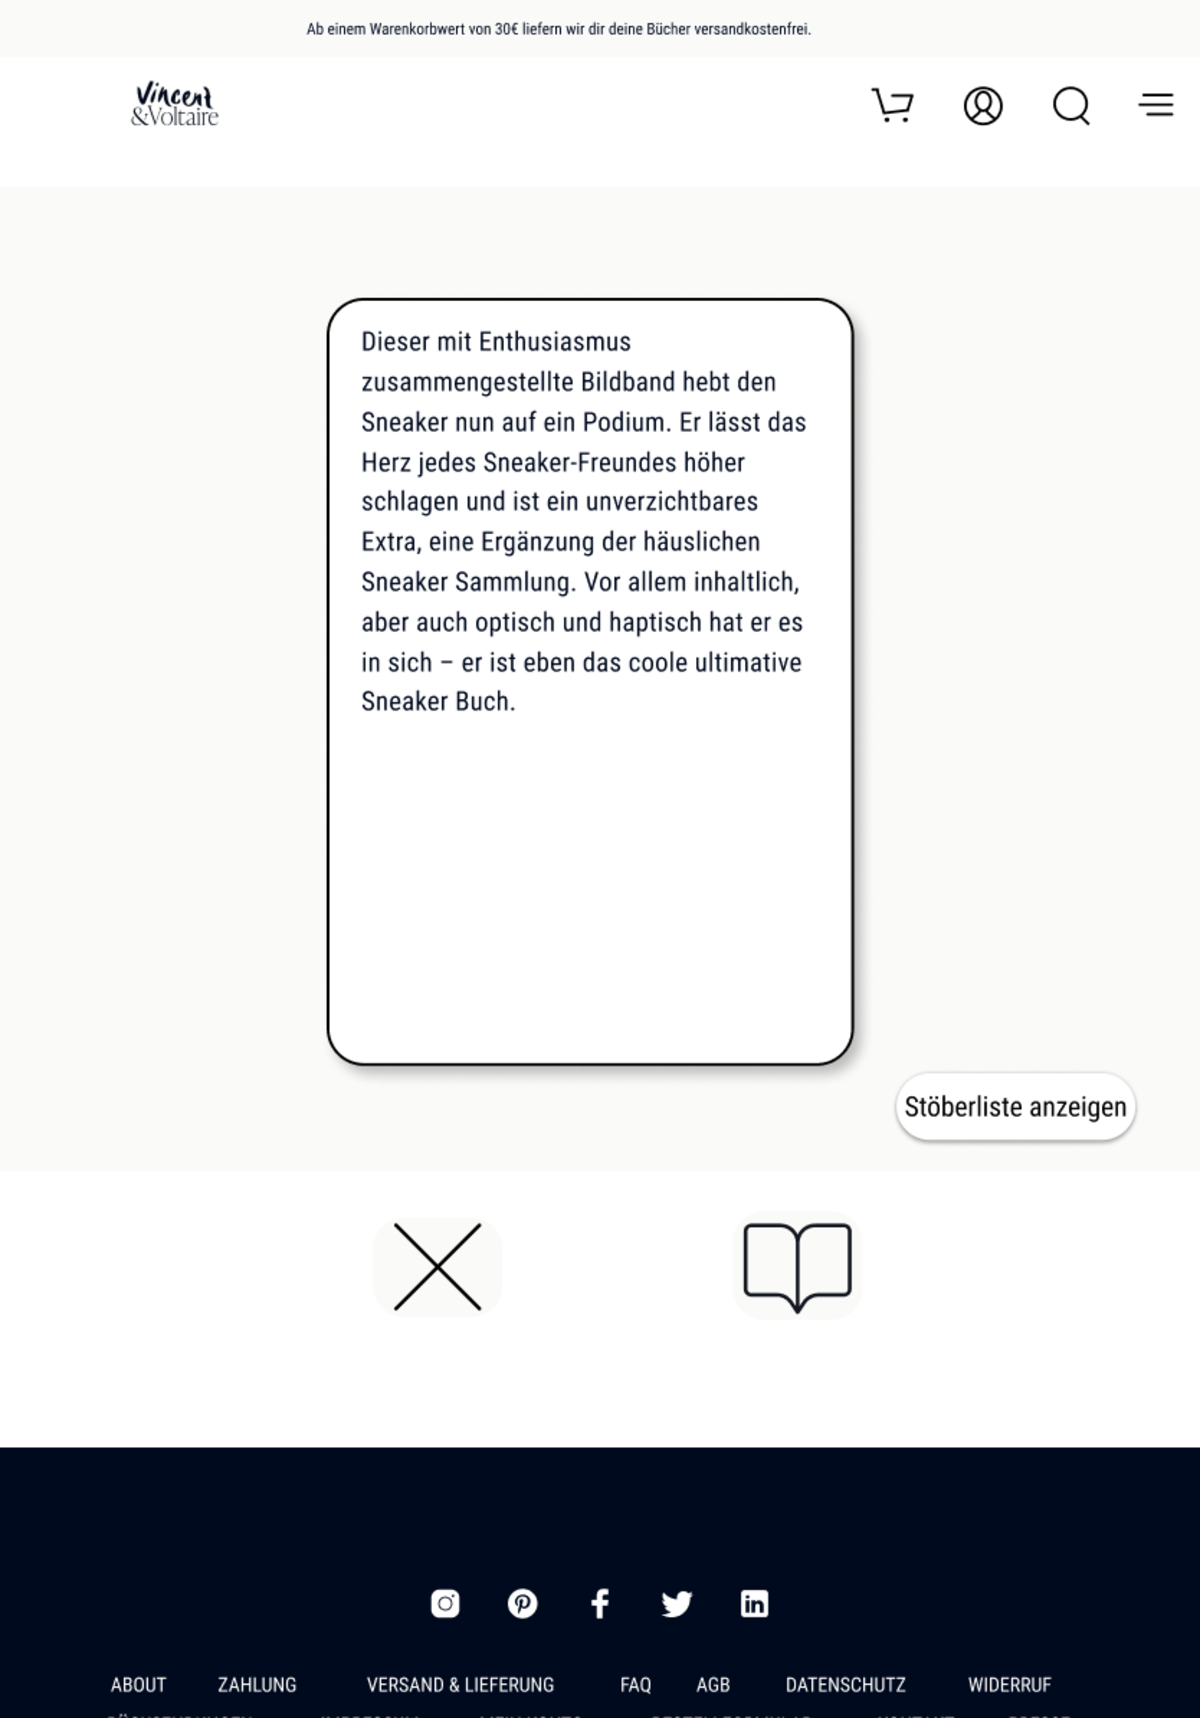 Ab einem Warenkorbwert von 30€ liefern wir dir deine Bücher versandkostenfrei.
Vincent
&Voltaire
Dieser mit Enthusiasmus
zusammengestellte Bildband hebt den
Sneaker nun auf ein Podium. Er lässt das
Herz jedes Sneaker-Freundes höher
schlagen und ist ein unverzichtbares
Extra, eine Ergänzung der häuslichen
Sneaker Sammlung. Vor allem inhaltlich,
aber auch optisch und haptisch hat er es
in sich – er ist eben das coole ultimative
Sneaker Buch.
Stöberliste anzeigen
ABOUT ZAHLUNG VERSAND & LIEFERUNG FAQ AGB DATENSCHUTZ WIDERRUF